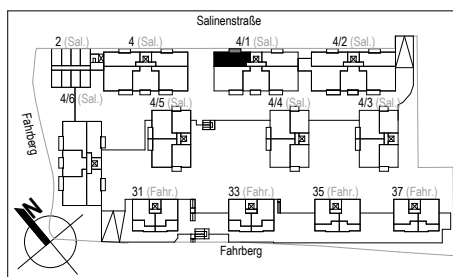 Salinenstraße
2 (Sal.) 4 (Sal.) 4/1 (Sal.) 4/2 (Sal.)
4/6 (Sal.) 4/5 (Sal.) 4/4 (Sal.) 4/3 (Sal.)
Fahrberg
31 (Fahr.) 33 (Fahr.) 35 (Fahr.) 37 (Fahr.)
N
Fahrberg